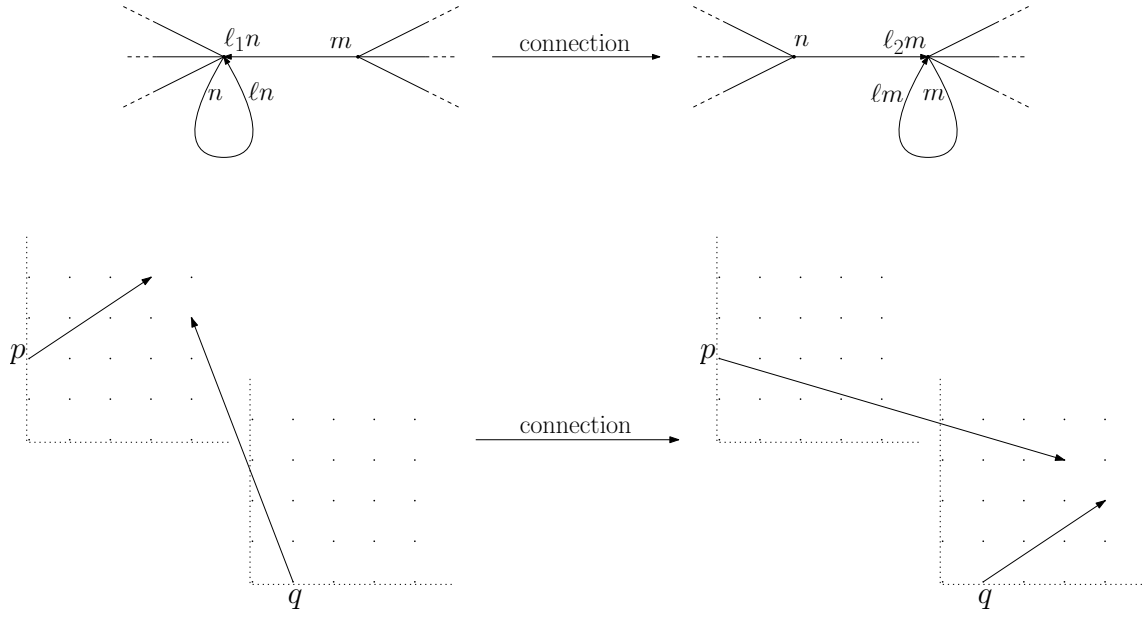 ℓ₁n m connection n ℓ₂m
n ℓn ℓm m
p p
connection
q q